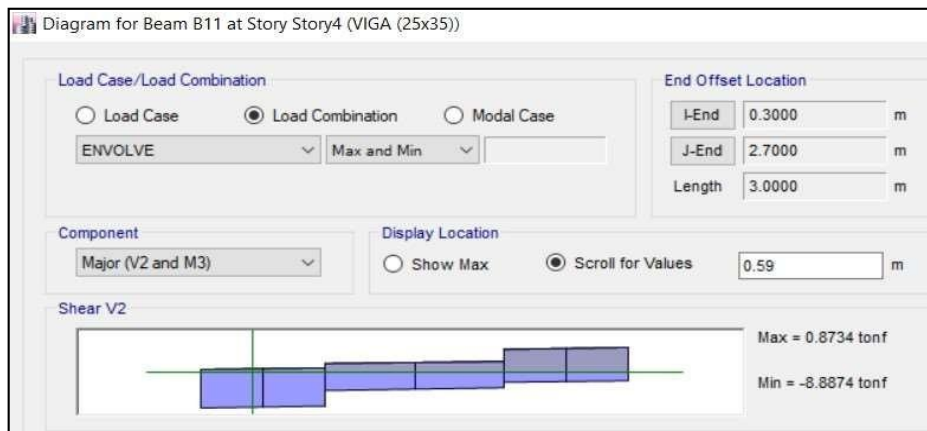 Diagram for Beam B11 at Story Story4 (VIGA (25x35))
Load Case/Load Combination
Load Case Load Combination Modal Case
ENVOLVE Max and Min
End Offset Location
I-End 0.3000 m
J-End 2.7000 m
Length 3.0000 m
Component
Major (V2 and M3)
Display Location
Show Max Scroll for Values 0.59 m
Shear V2
Max = 0.8734 tonf
Min = -8.8874 tonf